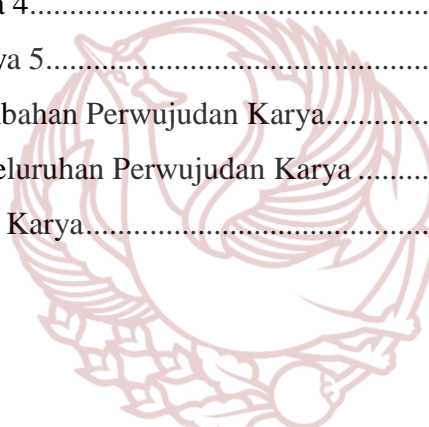 a 4..................................................
ya 5................................................
bahan Perwujudan Karya.............
eluruhan Perwujudan Karya .........
Karya...........................................